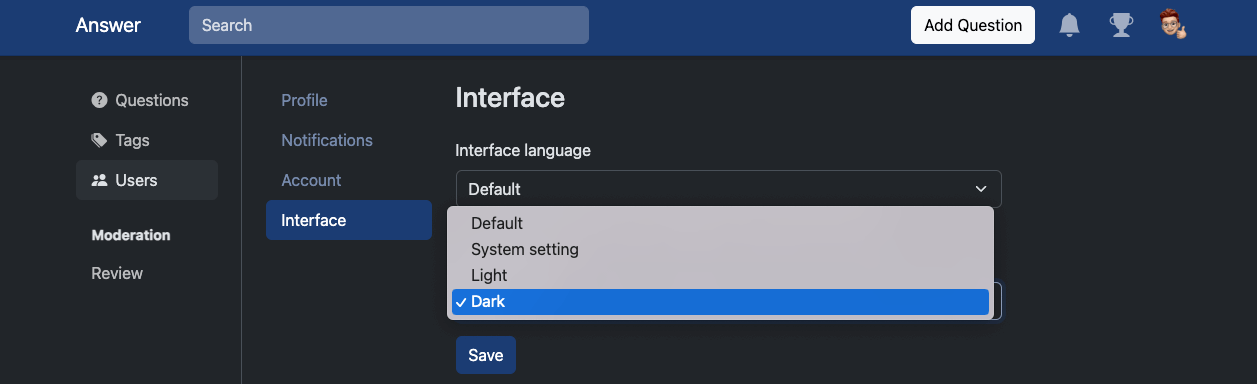 Answer
Search
Add Question
Questions
Tags
Users
Moderation
Review
Profile
Notifications
Account
Interface
Interface
Interface language
Default
Default
System setting
Light
Dark
Save